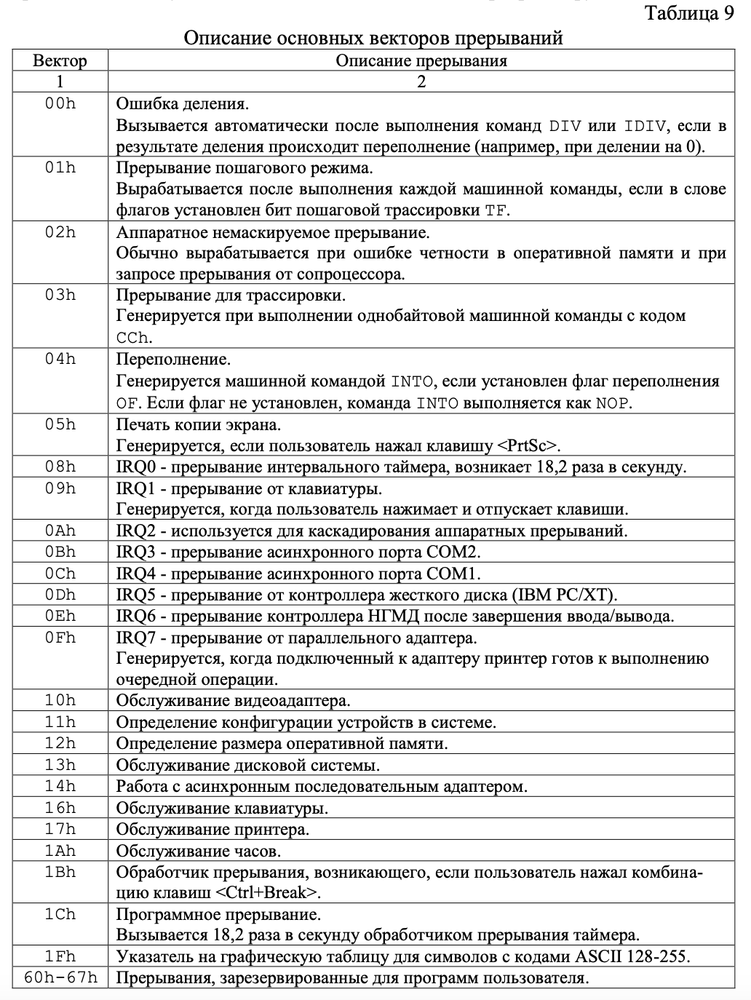 Таблица 9
Описание основных векторов прерываний
Вектор Описание прерывания
1 2
00h Ошибка деления.
Вызывается автоматически после выполнения команд DIV или IDIV, если в
результате деления происходит переполнение (например, при делении на 0).
01h Прерывание пошагового режима.
Вырабатывается после выполнения каждой машинной команды, если в слове
флагов установлен бит пошаговой трассировки TF.
02h Аппаратное немаскируемое прерывание.
Обычно вырабатывается при ошибке четности в оперативной памяти и при
запросе прерывания от сопроцессора.
03h Прерывание для трассировки.
Генерируется при выполнении однобайтовой машинной команды с кодом
CCh.
04h Переполнение.
Генерируется машинной командой INTO, если установлен флаг переполнения
OF. Если флаг не установлен, команда INTO выполняется как NOP.
05h Печать копии экрана.
Генерируется, если пользователь нажал клавишу <PrtSc>.
08h IRQ0 - прерывание интервального таймера, возникает 18,2 раза в секунду.
09h IRQ1 - прерывание от клавиатуры.
Генерируется, когда пользователь нажимает и отпускает клавиши.
0Ah IRQ2 - используется для каскадирования аппаратных прерываний.
0Bh IRQ3 - прерывание асинхронного порта COM2.
0Ch IRQ4 - прерывание асинхронного порта COM1.
0Dh IRQ5 - прерывание от контроллера жесткого диска (IBM PC/XT).
0Eh IRQ6 - прерывание контроллера НГМД после завершения ввода/вывода.
0Fh IRQ7 - прерывание от параллельного адаптера.
Генерируется, когда подключенный к адаптеру принтер готов к выполнению
очередной операции.
10h Обслуживание видеоадаптера.
11h Определение конфигурации устройств в системе.
12h Определение размера оперативной памяти.
13h Обслуживание дисковой системы.
14h Работа с асинхронным последовательным адаптером.
16h Обслуживание клавиатуры.
17h Обслуживание принтера.
1Ah Обслуживание часов.
1Bh Обработчик прерывания, возникающего, если пользователь нажал комбина-
цию клавиш <Ctrl+Break>.
1Ch Программное прерывание.
Вызывается 18,2 раза в секунду обработчиком прерывания таймера.
1Fh Указатель на графическую таблицу для символов с кодами ASCII 128-255.
60h-67h Прерывания, зарезервированные для программ пользователя.